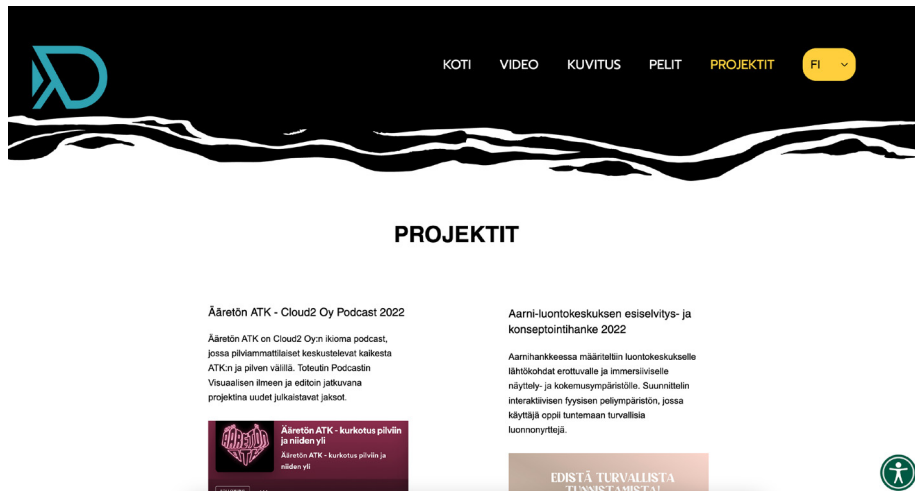 KOTI VIDEO KUVITUS PELIT PROJEKTIT FI
PROJEKTIT
Ääretön ATK - Cloud2 Oy Podcast 2022
Ääretön ATK on Cloud2 Oy:n ikioma podcast,
jossa pilviammattilaiset keskustelevat kaikesta
ATK:n ja pilven välillä. Toteutin Podcastin
Visuaalisen ilmeen ja editoin jatkuvana
projektina uudet julkaistavat jaksot.
ÄÄRETÖN
ATK
Ääretön ATK - kurkotus pilviin
ja niiden yli
Ääretön ATK - kurkotus pilviin ja
niiden yli
Aarni-luontokeskuksen esiselvitys- ja
konseptointihanke 2022
Aarnihankkeessa määriteltiin luontokeskukselle
lähtökohdat erottuvalle ja immersiiviselle
näyttely- ja kokemusympäristölle. Suunnittelin
interaktiivisen fyysisen peliympäristön, jossa
käyttäjä oppii tuntemaan turvallisia
luonnonyrttejä.
EDISTÄ TURVALLISTA
TUNNISTAMISTA!